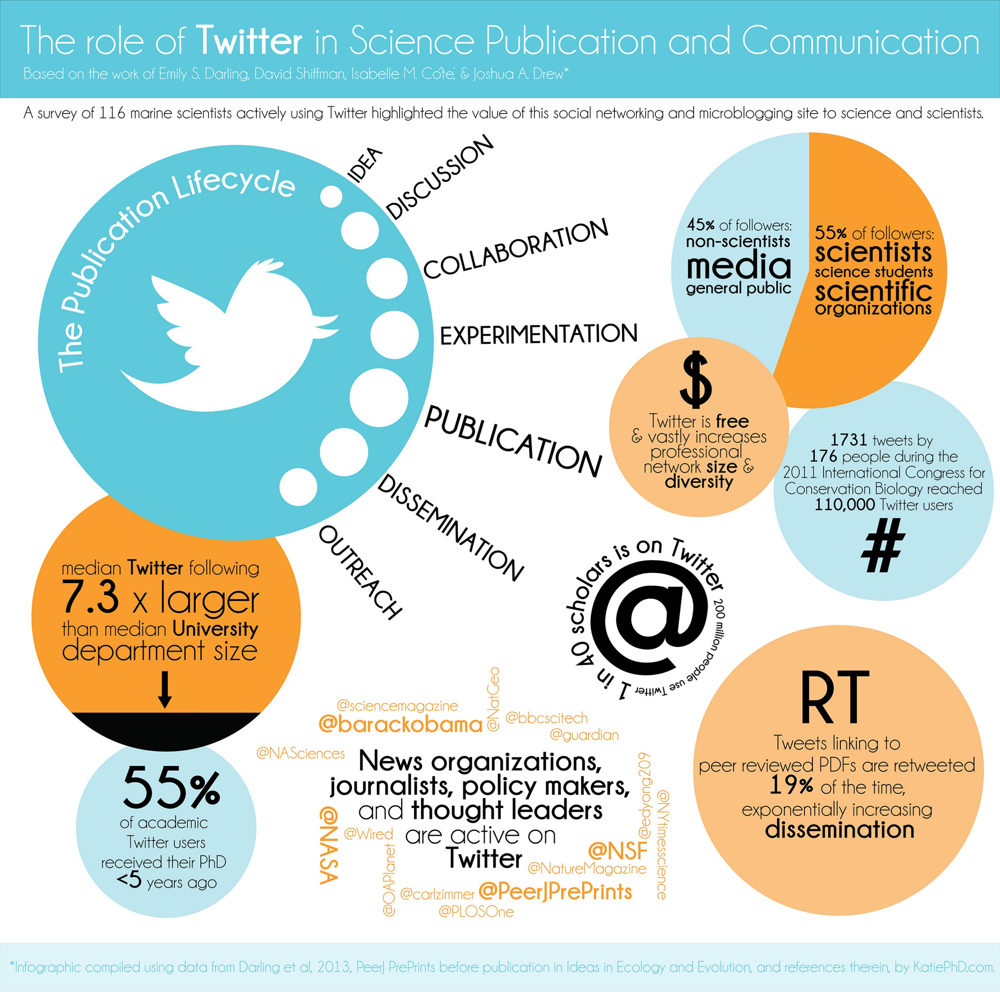 The role of Twitter in Science Publication and Communication
Based on the work of Emily S. Darling, David Shiffman, Isabelle M. Côté, & Joshua A. Drew*
A survey of 116 marine scientists actively using Twitter highlighted the value of this social networking and microblogging site to science and scientists.
The Publication Lifecycle
IDEA
DISCUSSION
COLLABORATION
EXPERIMENTATION
PUBLICATION
DISSEMINATION
OUTREACH
45% of followers:
non-scientists
media
general public
55% of followers:
scientists
science students
scientific
organizations
$
Twitter is free
& vastly increases
professional
network size &
diversity
1731 tweets by
176 people during the
2011 International Congress for
Conservation Biology reached
110,000 Twitter users
#
median Twitter following
7.3 x larger
than median University
department size
55%
of academic
Twitter users
received their PhD
<5 years ago
1 in 40 scholars is on Twitter
200 million people use Twitter
@
RT
Tweets linking to
peer reviewed PDFs are retweeted
19% of the time,
exponentially increasing
dissemination
@sciencemagazine
@barackobama
@NatGeo
@bbcscitech
@guardian
@NASciences
News organizations,
journalists, policy makers,
and thought leaders
are active on
Twitter
@edyong209
@NYtimesscience
@NASA
@Wired
@OAPlanet
@NSF
@NatureMagazine
@carlzimmer
@PeerJPrePrints
@PLOSOne
*Infographic compiled using data from Darling et al, 2013, PeerJ PrePrints before publication in Ideas in Ecology and Evolution, and references therein, by KatiePhD.com.